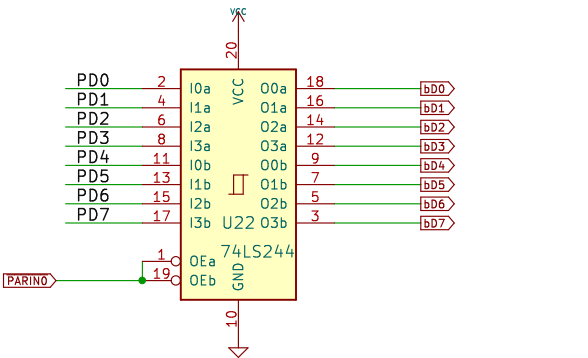 VCC
20
PD0 2 I0a VCC O0a 18 bD0
PD1 4 I1a O1a 16 bD1
PD2 6 I2a O2a 14 bD2
PD3 8 I3a O3a 12 bD3
PD4 11 I0b O0b 9 bD4
PD5 13 I1b O1b 7 bD5
PD6 15 I2b O2b 5 bD6
PD7 17 I3b U22 O3b 3 bD7
74LS244
1 OEa
PARIN0 19 OEb GND
10